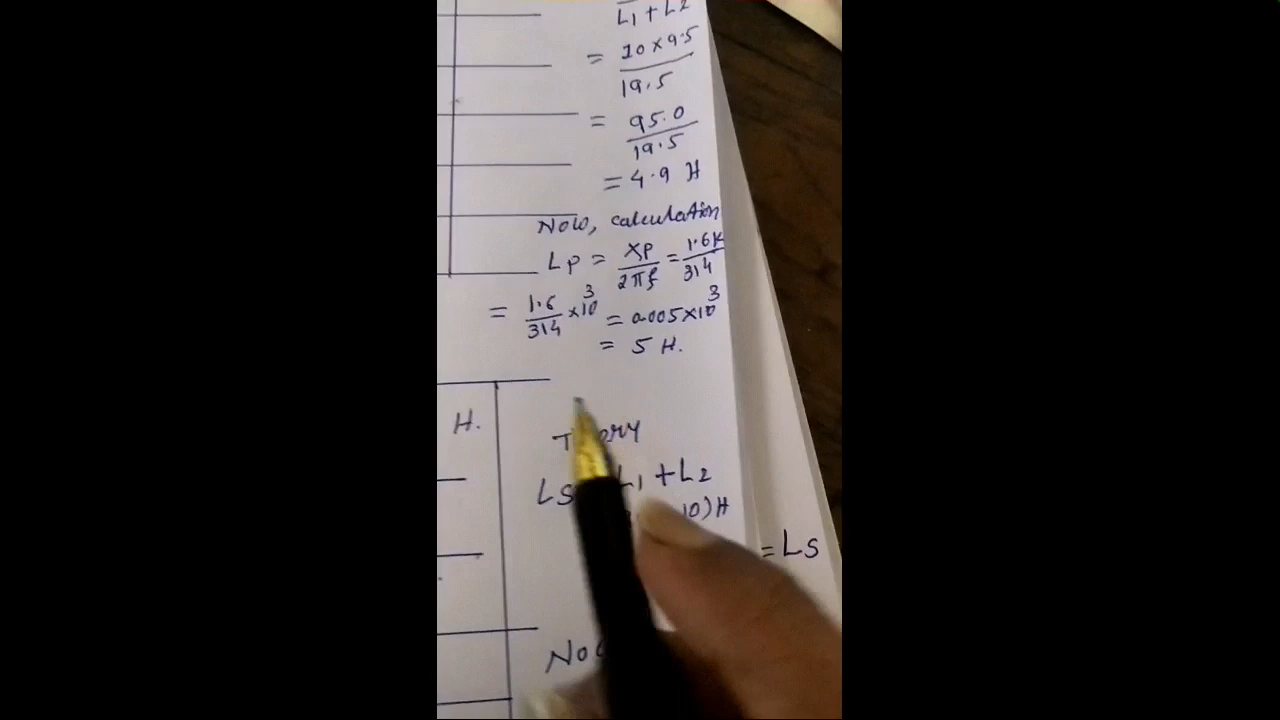 L1 + L2
= 10 × 9.5 / 19.5
= 95.0 / 19.5
= 4.9 H
Now, calculation
Lp = Xp / 2πf = 1.6K / 314
= 1.6 / 314 × 10^3 = 0.005 × 10^3
= 5 H.
H.
L1 + L2
10) H
= Ls